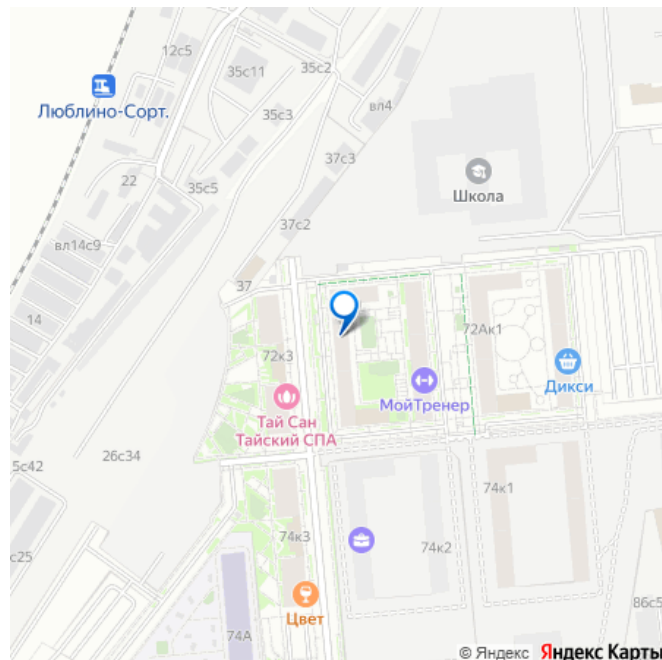 12с5
35с11
35с2
Люблино-Сорт.
35с3
вл4
37с3
22
35с5
Школа
37с2
вл14с9
37
14
72к3
72Ак1
Дикси
МойТренер
Тай Сан
Тайский СПА
5с42
26с34
74к1
74к3
74к2
с25
86с5
Цвет
74А
© Яндекс Яндекс Карты